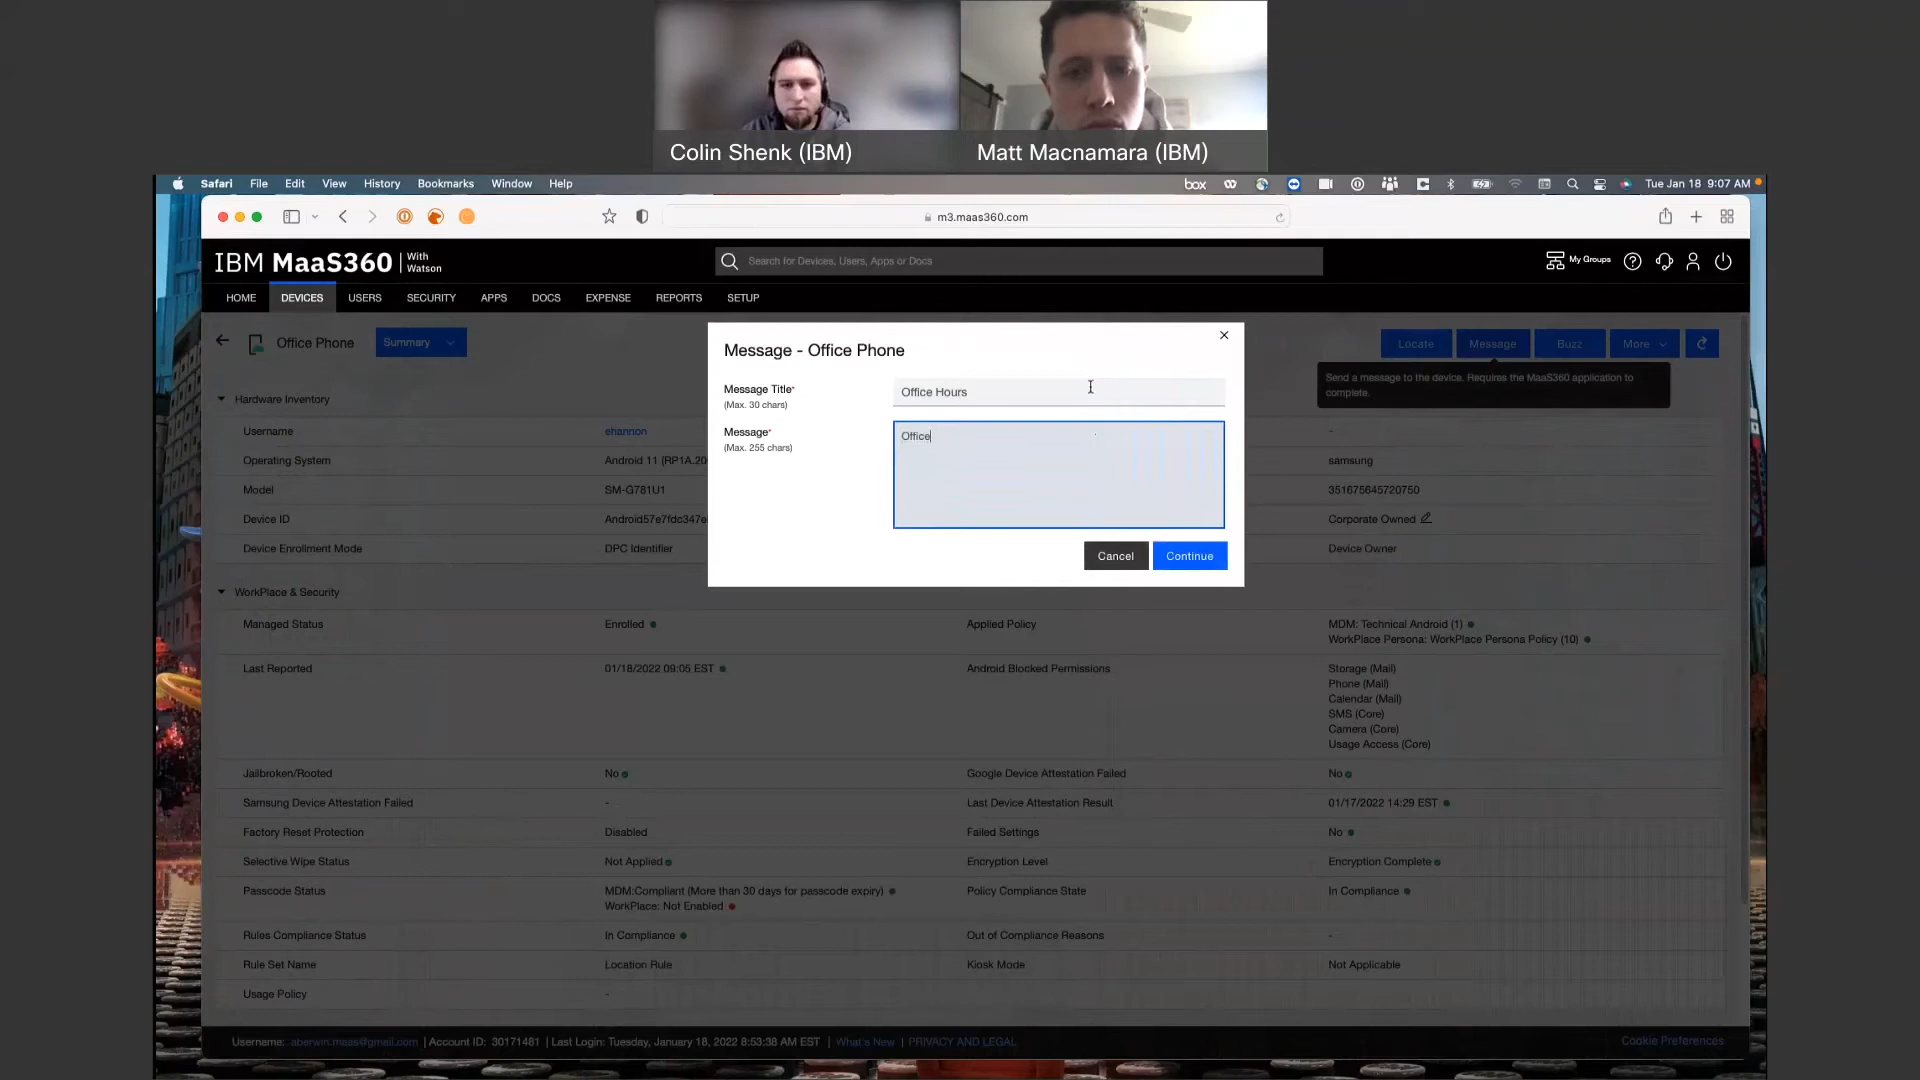 Colin Shenk (IBM)
Matt Macnamara (IBM)
Safari File Edit View History Bookmarks Window Help
box
Tue Jan 18 9:07 AM
m3.maas360.com
IBM MaaS360 | With Watson
Search for Devices, Users, Apps or Docs
My Groups
HOME DEVICES USERS SECURITY APPS DOCS EXPENSE REPORTS SETUP
Office Phone
Summary
Locate Message Buzz More
Send a message to the device. Requires the MaaS360 application to
complete.
Message - Office Phone
Message Title*
(Max. 30 chars)
Office Hours
Message*
(Max. 255 chars)
Office
Cancel Continue
Hardware Inventory
Username ehannon -
Operating System Android 11 (RP1A.20 samsung
Model SM-G781U1 351675645720750
Device ID Android57e7fdc347e Corporate Owned
Device Enrollment Mode DPC Identifier Device Owner
WorkPlace & Security
Managed Status Enrolled Applied Policy MDM: Technical Android (1)
WorkPlace Persona: WorkPlace Persona Policy (10)
Last Reported 01/18/2022 09:05 EST Android Blocked Permissions Storage (Mail)
Phone (Mail)
Calendar (Mail)
SMS (Core)
Camera (Core)
Usage Access (Core)
Jailbroken/Rooted No Google Device Attestation Failed No
Samsung Device Attestation Failed - Last Device Attestation Result 01/17/2022 14:29 EST
Factory Reset Protection Disabled Failed Settings No
Selective Wipe Status Not Applied Encryption Level Encryption Complete
Passcode Status MDM:Compliant (More than 30 days for passcode expiry) Policy Compliance State In Compliance
WorkPlace: Not Enabled
Rules Compliance Status In Compliance Out of Compliance Reasons -
Rule Set Name Location Rule Kiosk Mode Not Applicable
Usage Policy -
Username: aberwin.maas@gmail.com | Account ID: 30171481 | Last Login: Tuesday, January 18, 2022 8:53:38 AM EST | What's New | PRIVACY AND LEGAL
Cookie Preferences